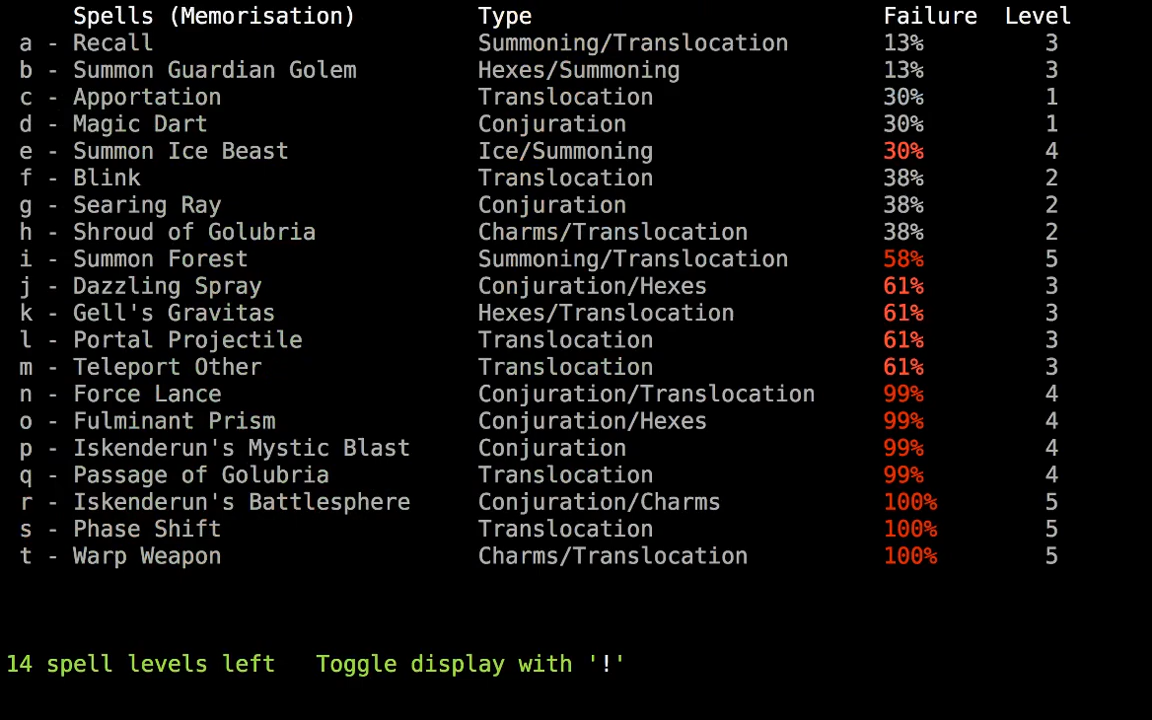 Spells (Memorisation) Type Failure Level
a - Recall Summoning/Translocation 13% 3
b - Summon Guardian Golem Hexes/Summoning 13% 3
c - Apportation Translocation 30% 1
d - Magic Dart Conjuration 30% 1
e - Summon Ice Beast Ice/Summoning 30% 4
f - Blink Translocation 38% 2
g - Searing Ray Conjuration 38% 2
h - Shroud of Golubria Charms/Translocation 38% 2
i - Summon Forest Summoning/Translocation 58% 5
j - Dazzling Spray Conjuration/Hexes 61% 3
k - Gell's Gravitas Hexes/Translocation 61% 3
l - Portal Projectile Translocation 61% 3
m - Teleport Other Translocation 61% 3
n - Force Lance Conjuration/Translocation 99% 4
o - Fulminant Prism Conjuration/Hexes 99% 4
p - Iskenderun's Mystic Blast Conjuration 99% 4
q - Passage of Golubria Translocation 99% 4
r - Iskenderun's Battlesphere Conjuration/Charms 100% 5
s - Phase Shift Translocation 100% 5
t - Warp Weapon Charms/Translocation 100% 5
14 spell levels left Toggle display with '!'